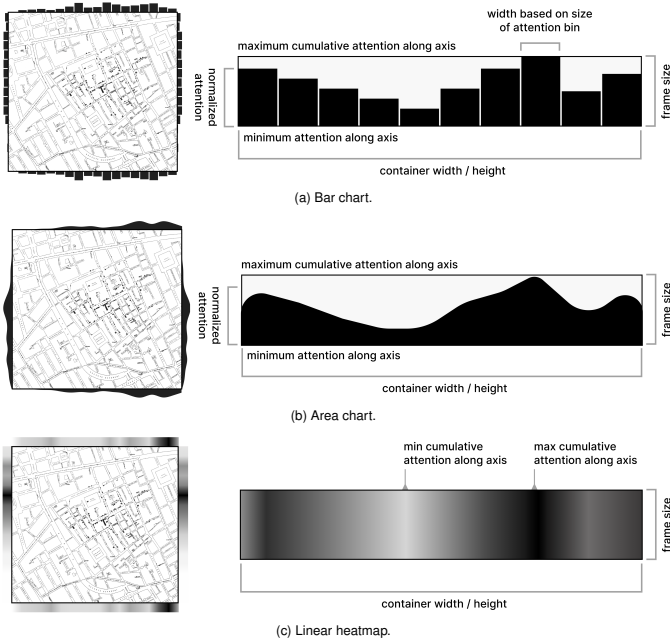 width based on size
of attention bin
maximum cumulative attention along axis
normalized
attention
frame size
minimum attention along axis
container width / height
(a) Bar chart.
maximum cumulative attention along axis
normalized
attention
frame size
minimum attention along axis
container width / height
(b) Area chart.
min cumulative
attention along axis
max cumulative
attention along axis
frame size
container width / height
(c) Linear heatmap.